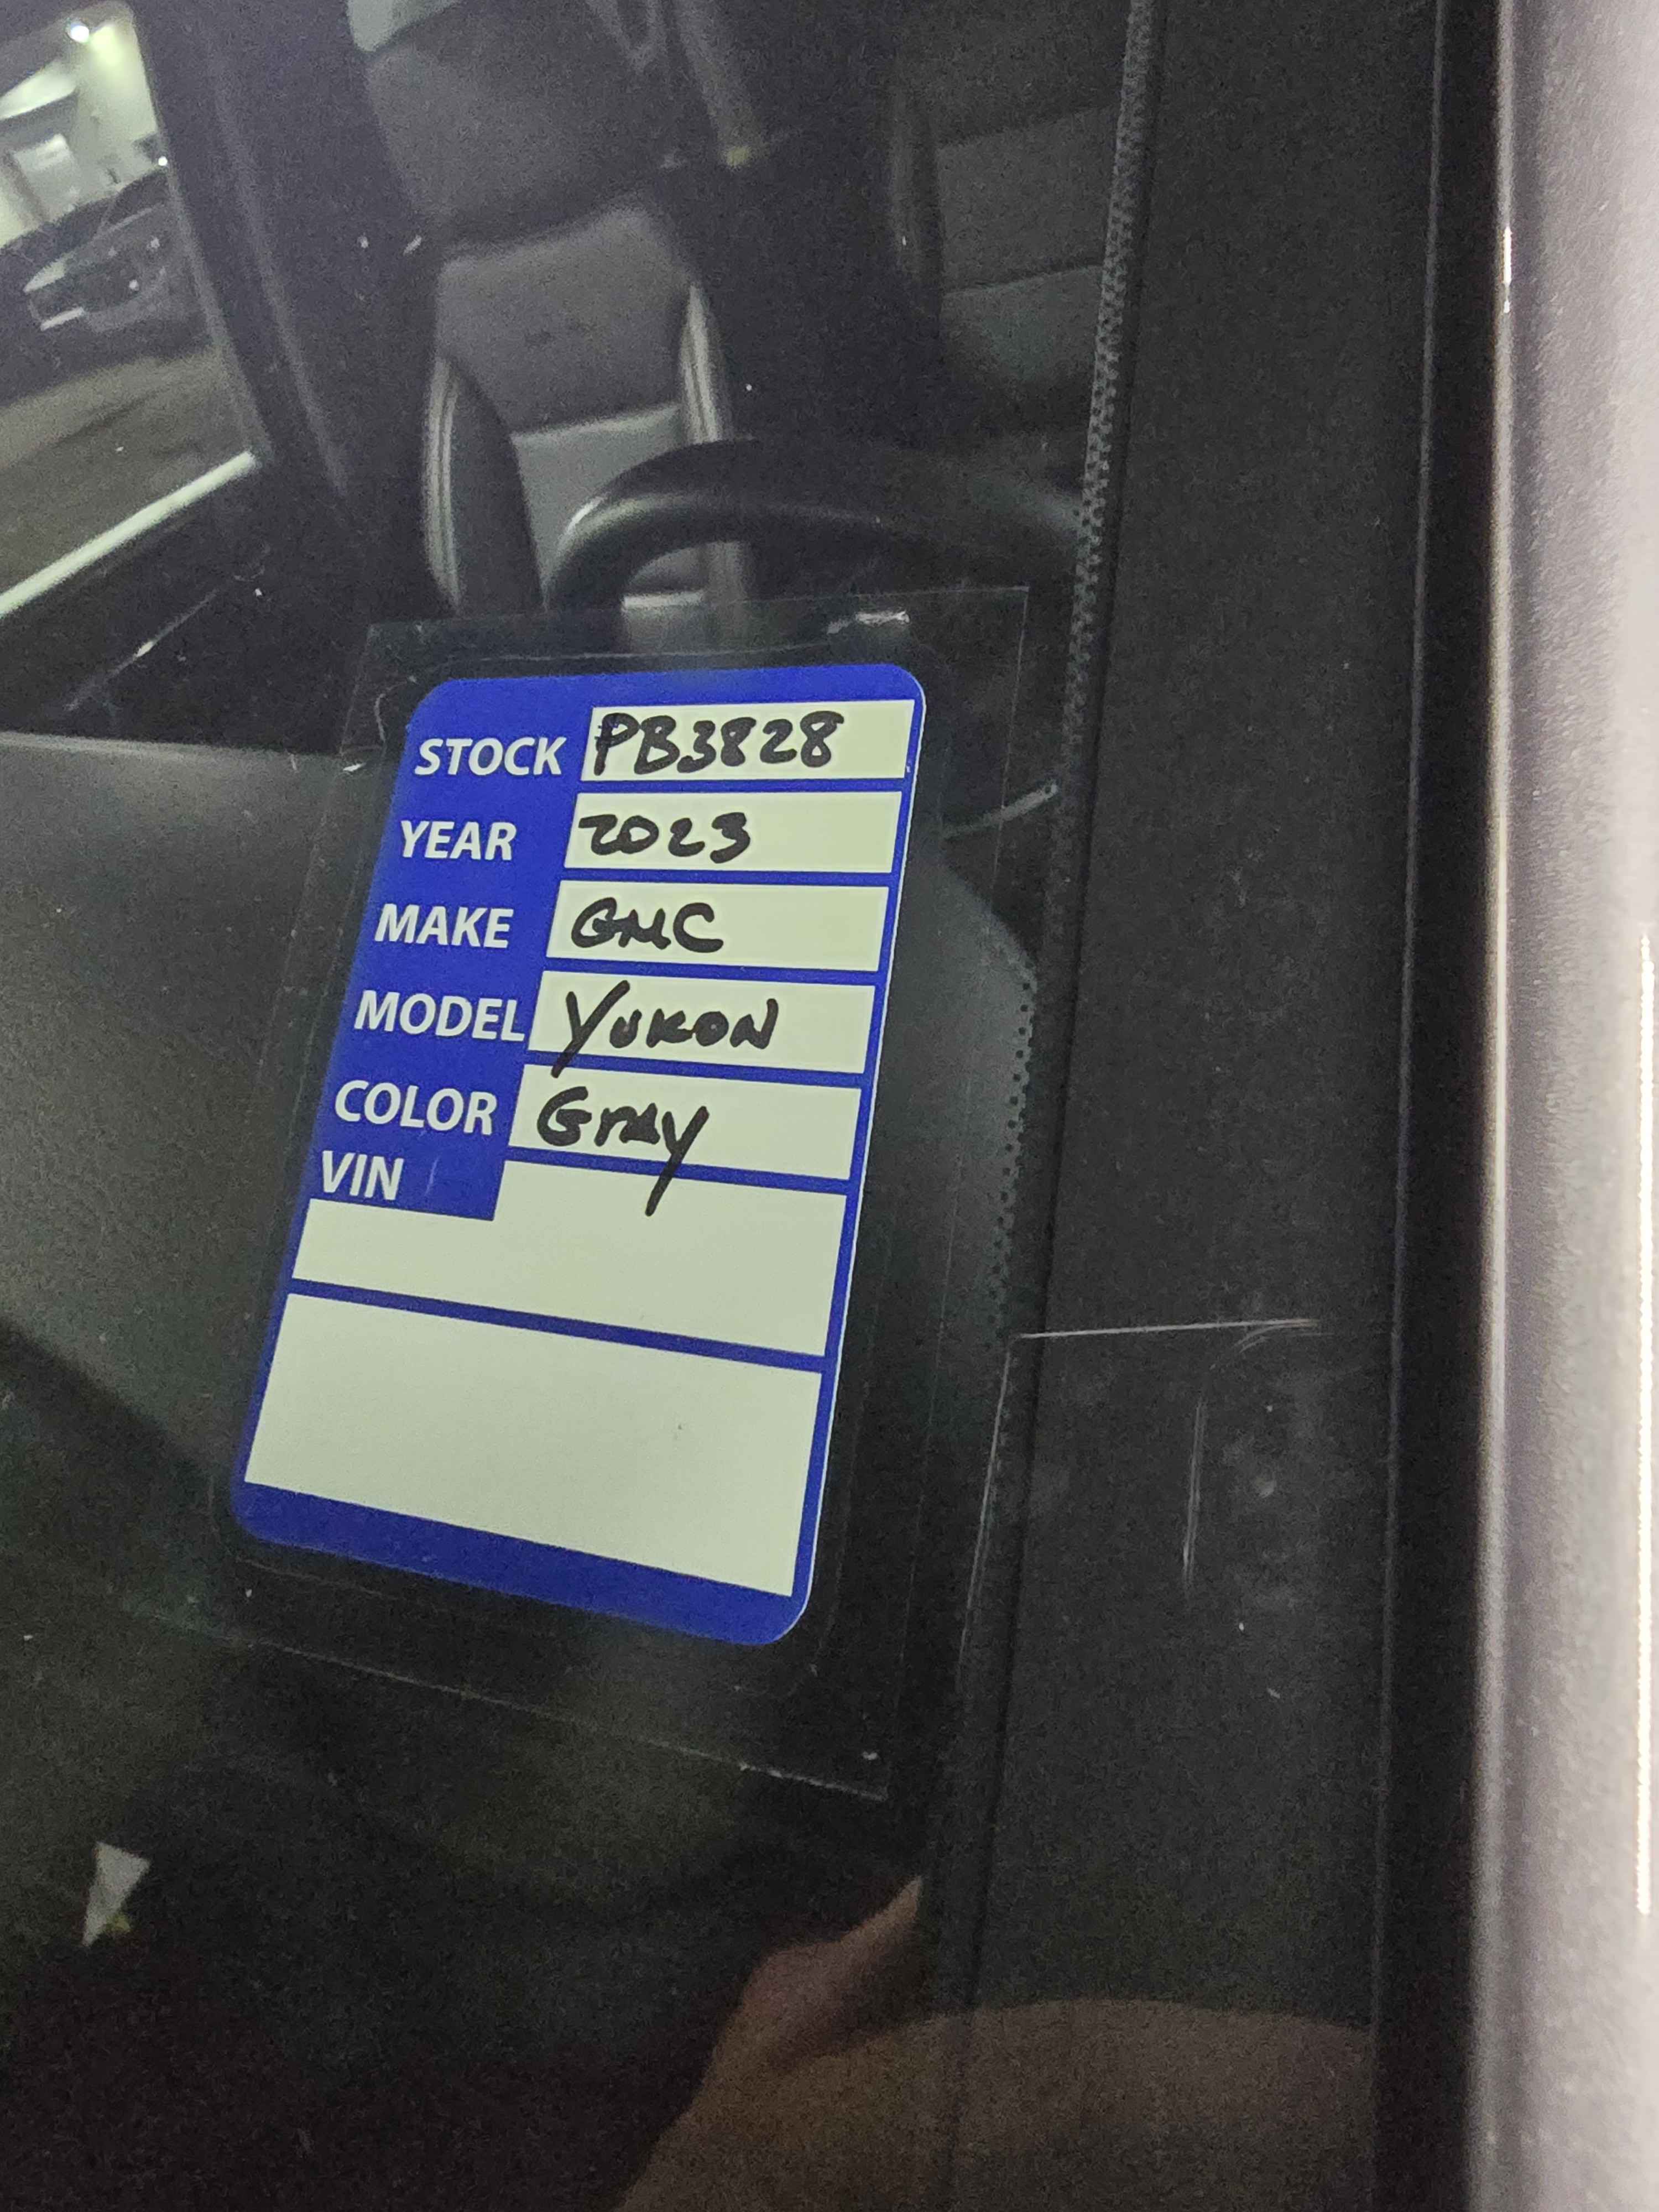 STOCK PB3828
YEAR 2023
MAKE GMC
MODEL YUKON
COLOR Gray
VIN